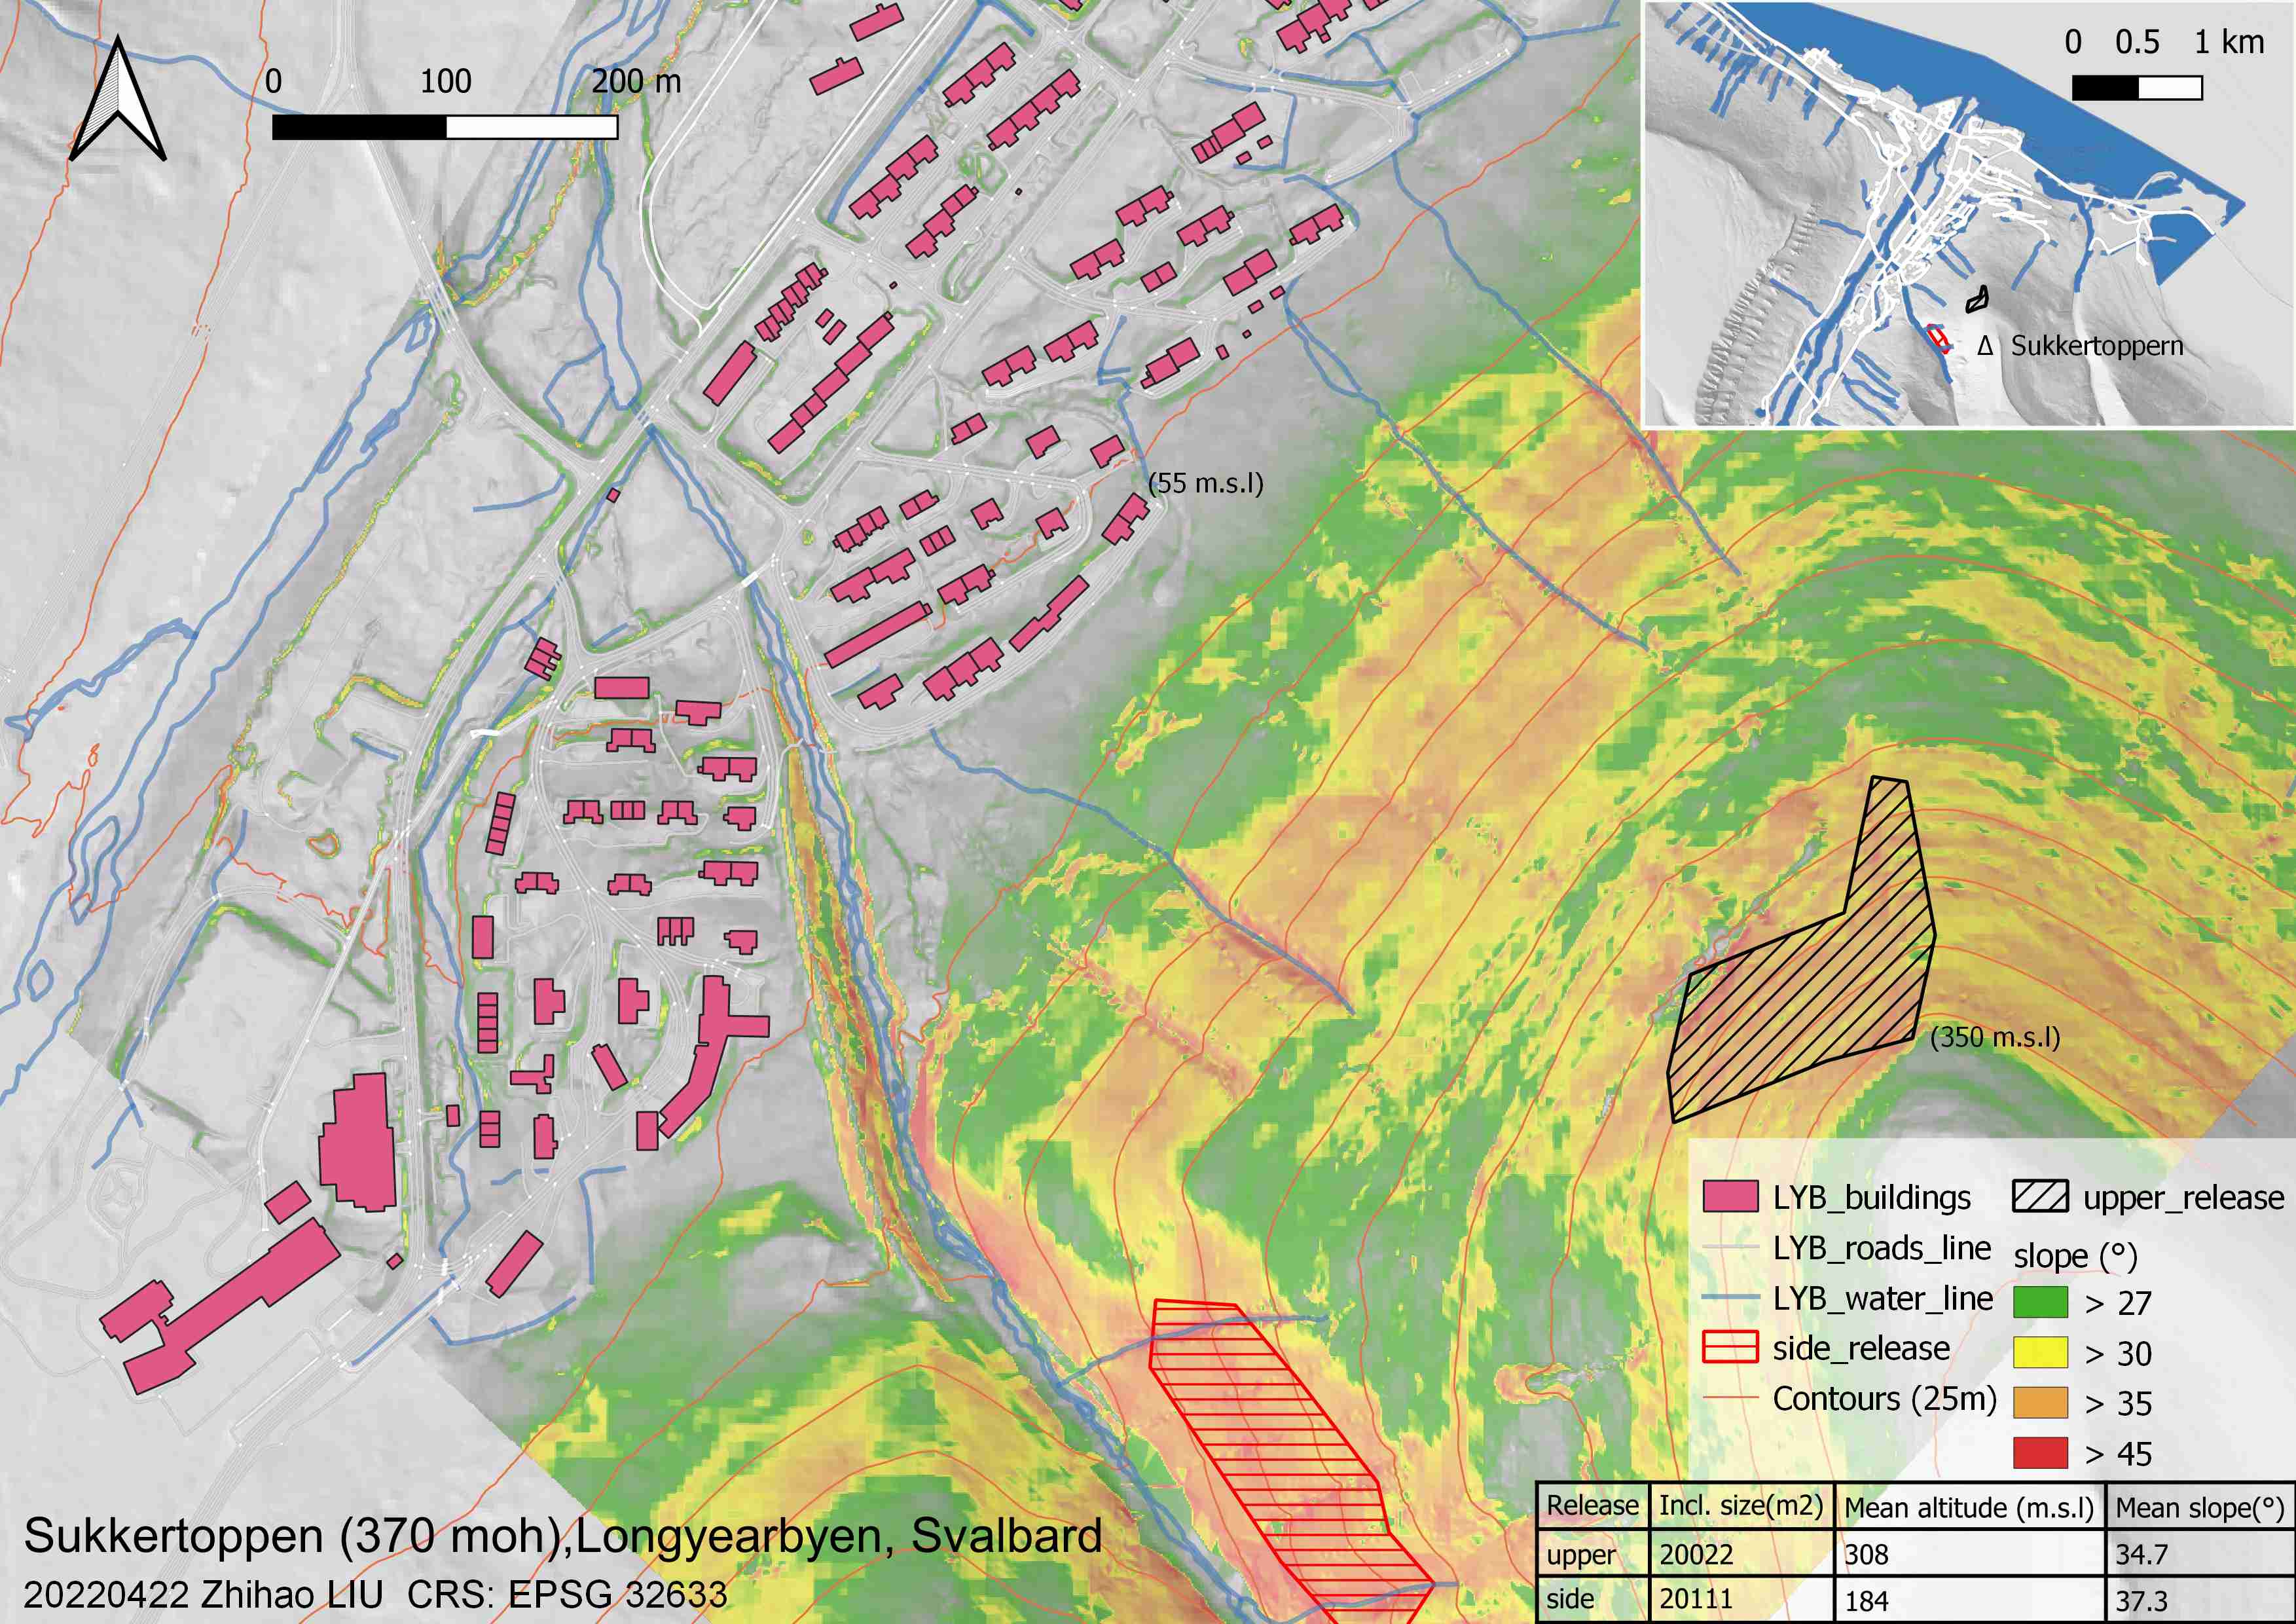 0 100 200 m
0 0.5 1 km
Δ Sukkertoppern
(55 m.s.l)
(350 m.s.l)
LYB_buildings
LYB_roads_line
LYB_water_line
side_release
Contours (25m)
upper_release
slope (°)
> 27
> 30
> 35
> 45
Release Incl. size(m2) Mean altitude (m.s.l) Mean slope(°)
upper 20022 308 34.7
side 20111 184 37.3
Sukkertoppen (370 moh),Longyearbyen, Svalbard
20220422 Zhihao LIU CRS: EPSG 32633